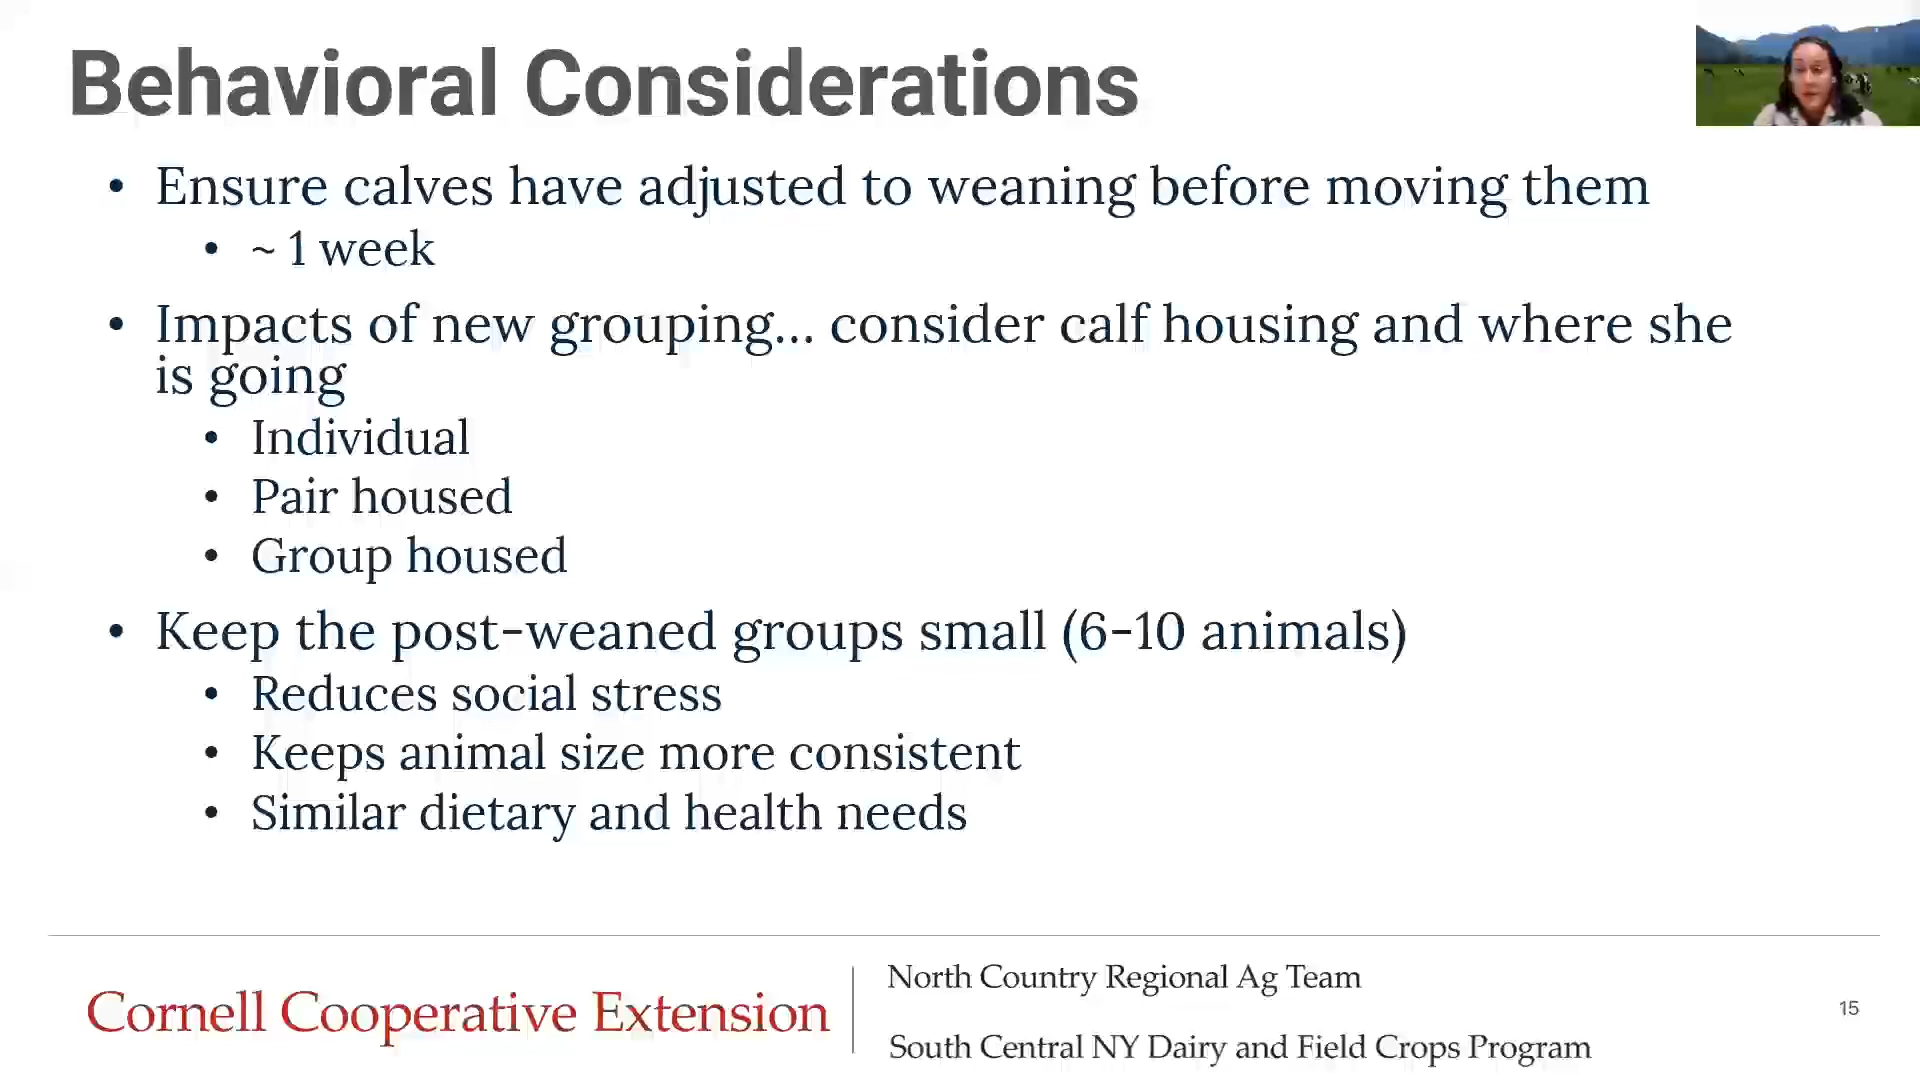 Behavioral Considerations
• Ensure calves have adjusted to weaning before moving them
• ~ 1 week
• Impacts of new grouping... consider calf housing and where she
is going
• Individual
• Pair housed
• Group housed
• Keep the post-weaned groups small (6-10 animals)
• Reduces social stress
• Keeps animal size more consistent
• Similar dietary and health needs
Cornell Cooperative Extension
North Country Regional Ag Team
South Central NY Dairy and Field Crops Program
15